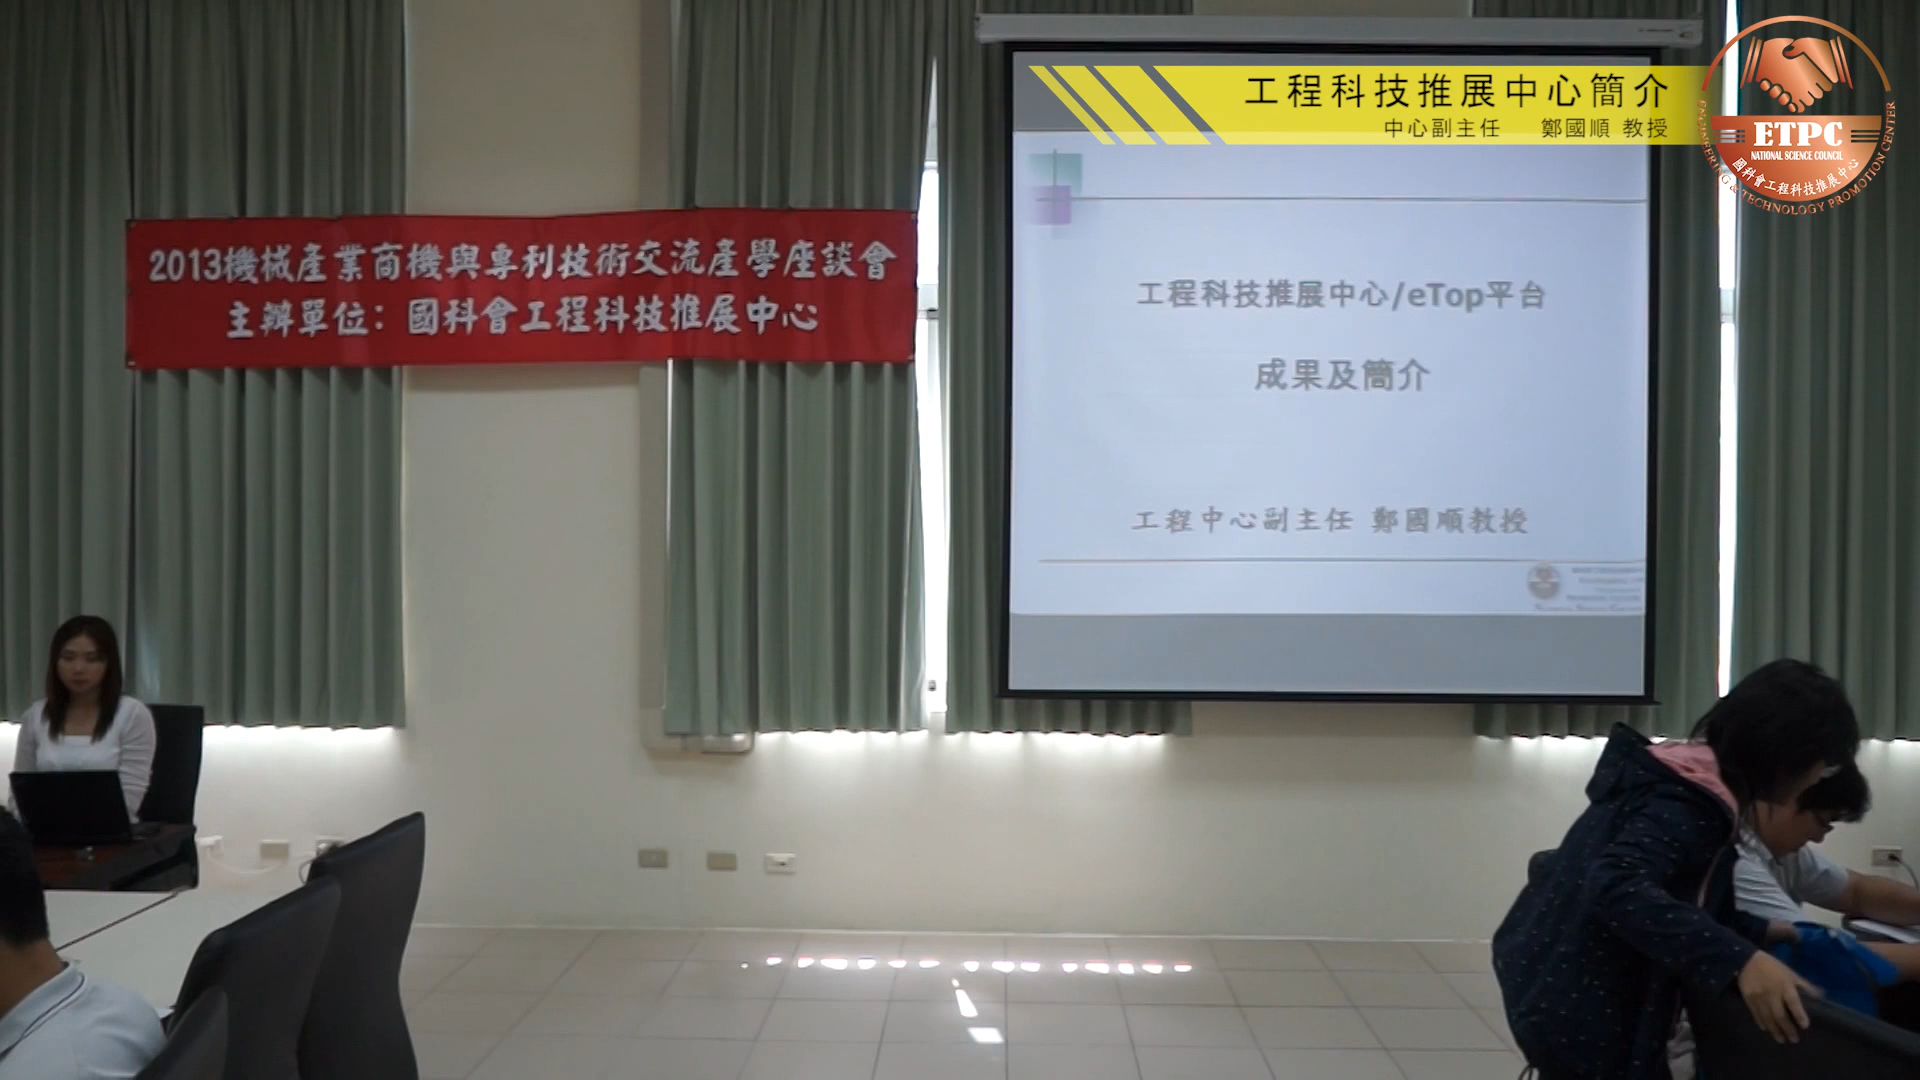 工程科技推展中心簡介
中心副主任 鄭國順 教授
ETPC
NATIONAL SCIENCE COUNCIL
國科會工程科技推展中心
ENGINEERING & TECHNOLOGY PROMOTION CENTER
2013機械產業商機與專利技術交流產學座談會
主辦單位：國科會工程科技推展中心
工程科技推展中心/eTop平台
成果及簡介
工程中心副主任 鄭國順教授